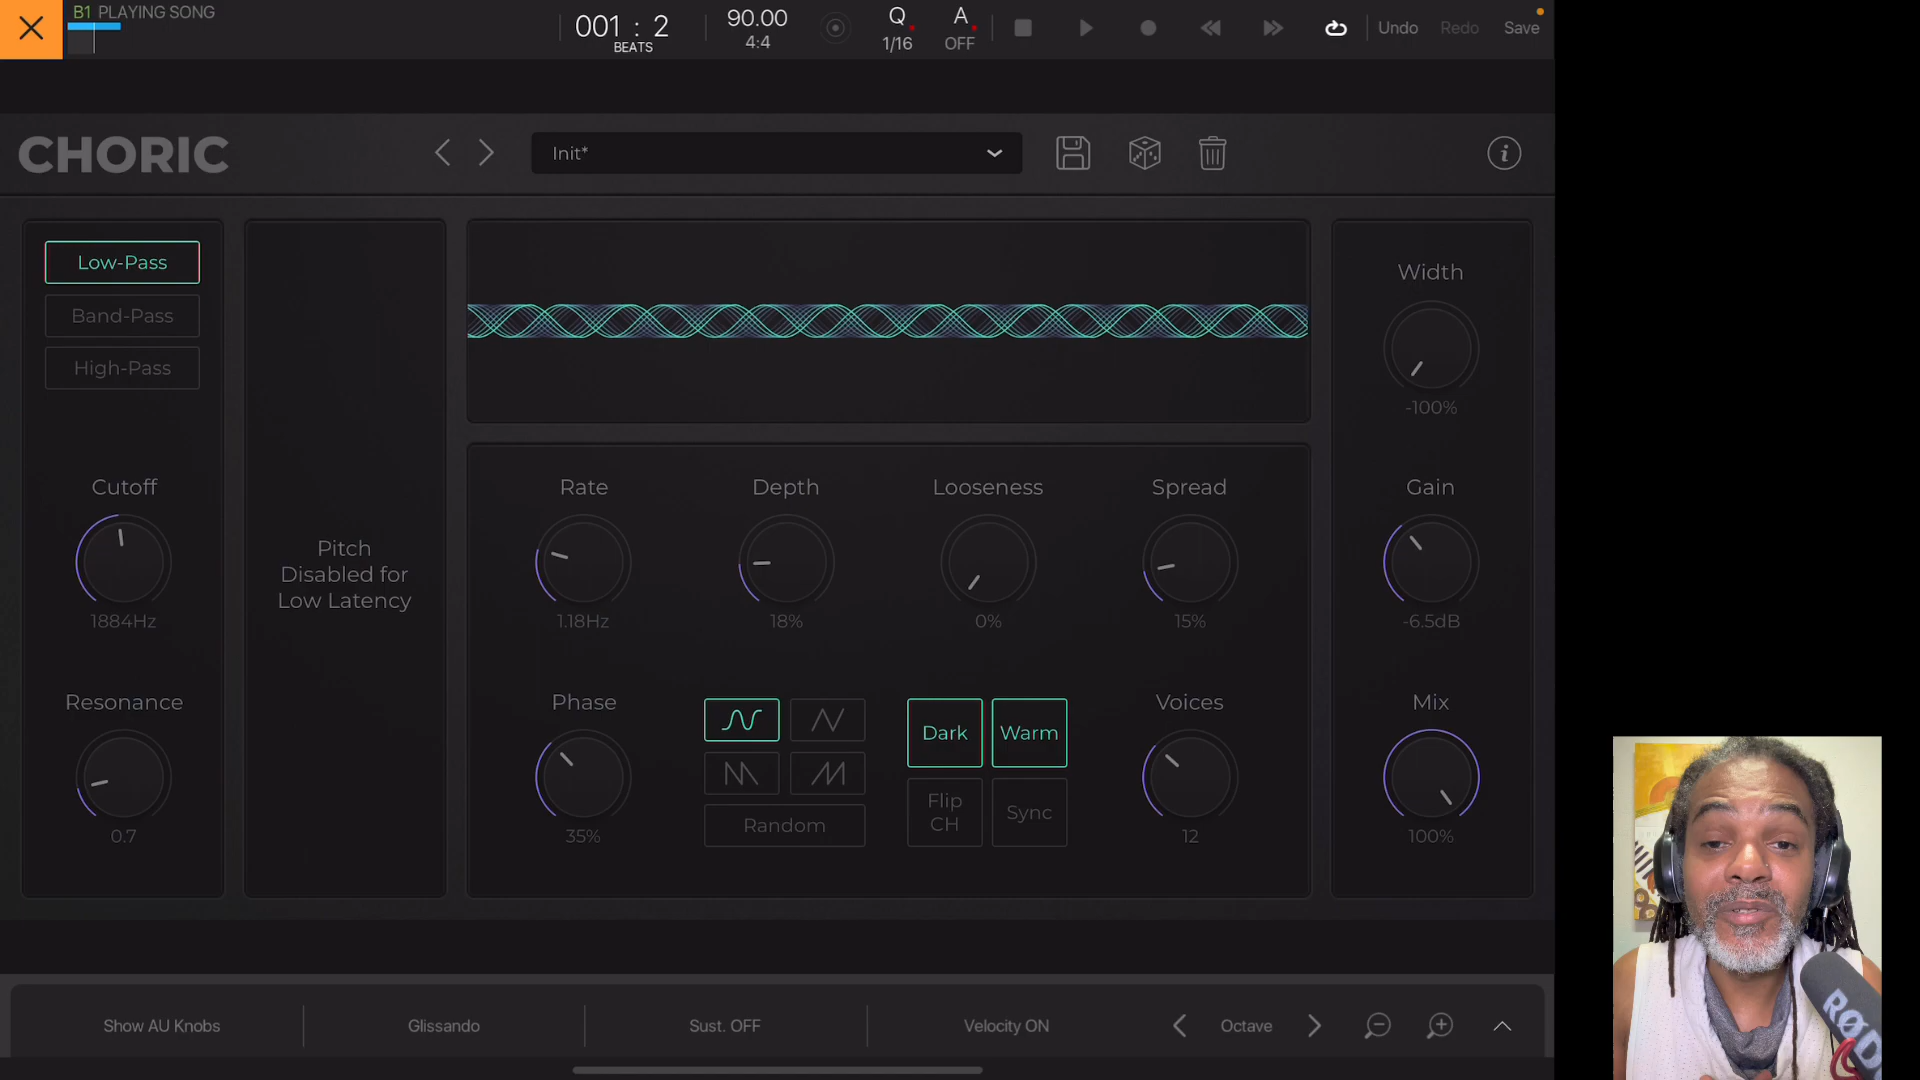 B1 PLAYING SONG
001 : 2
BEATS
90.00
4:4
Q
1/16
A
OFF
Undo
Redo
Save
CHORIC
Init*
Low-Pass
Band-Pass
High-Pass
Cutoff
1884Hz
Resonance
0.7
Pitch
Disabled for
Low Latency
Rate
1.18Hz
Depth
18%
Looseness
0%
Spread
15%
Phase
35%
Random
Dark
Warm
Flip
CH
Sync
Voices
12
Width
-100%
Gain
-6.5dB
Mix
100%
Show AU Knobs
Glissando
Sust. OFF
Velocity ON
Octave
RØD